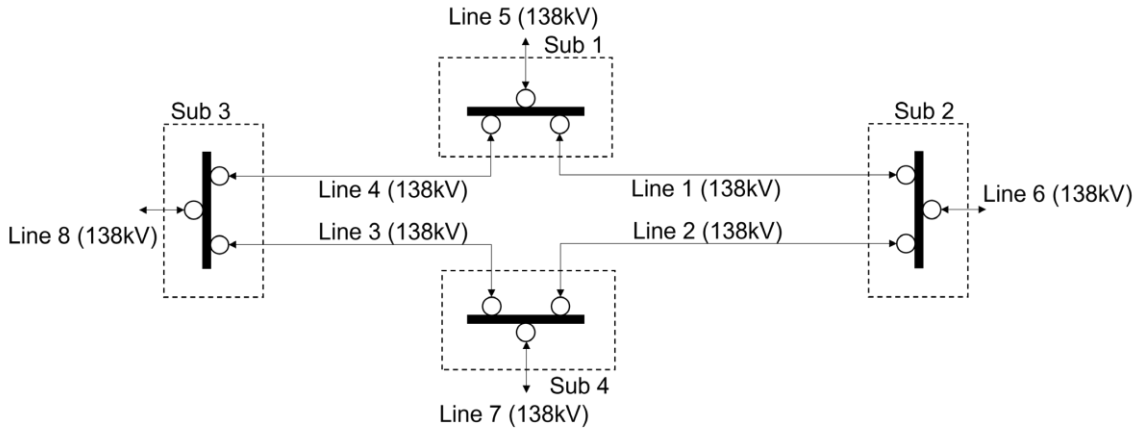 Line 5 (138kV)
Sub 1
Sub 3
Sub 2
Line 4 (138kV)
Line 1 (138kV)
Line 6 (138kV)
Line 8 (138kV)
Line 3 (138kV)
Line 2 (138kV)
Sub 4
Line 7 (138kV)